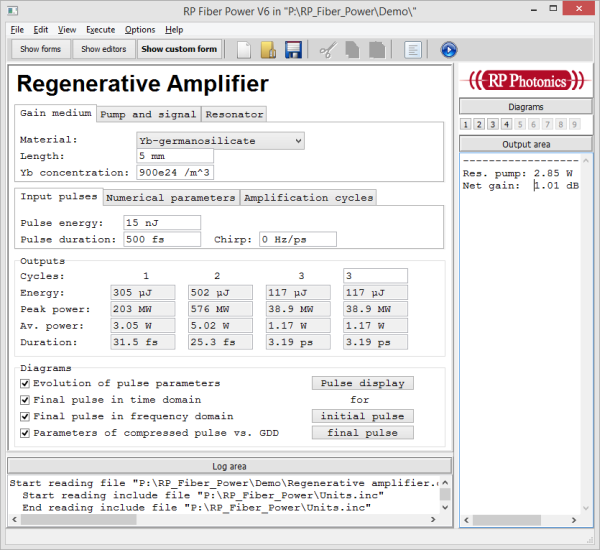 RP Fiber Power V6 in "P:\RP_Fiber_Power\Demo\"
File Edit View Execute Options Help
Show forms Show editors Show custom form
Regenerative Amplifier
Gain medium Pump and signal Resonator
Material: Yb-germanosilicate
Length: 5 mm
Yb concentration: 900e24 /m^3
Input pulses Numerical parameters Amplification cycles
Pulse energy: 15 nJ
Pulse duration: 500 fs Chirp: 0 Hz/ps
Outputs
Cycles: 1 2 3 3
Energy: 305 µJ 502 µJ 117 µJ 117 µJ
Peak power: 203 MW 576 MW 38.9 MW 38.9 MW
Av. power: 3.05 W 5.02 W 1.17 W 1.17 W
Duration: 31.5 fs 25.3 fs 3.19 ps 3.19 ps
Diagrams
Evolution of pulse parameters Pulse display
Final pulse in time domain for
Final pulse in frequency domain initial pulse
Parameters of compressed pulse vs. GDD final pulse
Log area
Start reading file "P:\RP_Fiber_Power\Demo\Regenerative amplifier.
Start reading include file "P:\RP_Fiber_Power\Units.inc"
End reading include file "P:\RP_Fiber_Power\Units.inc"
RP Photonics
Diagrams
1 2 3 4 5 6 7 8 9
Output area
-------------------
Res. pump: 2.85 W
Net gain: 1.01 dB